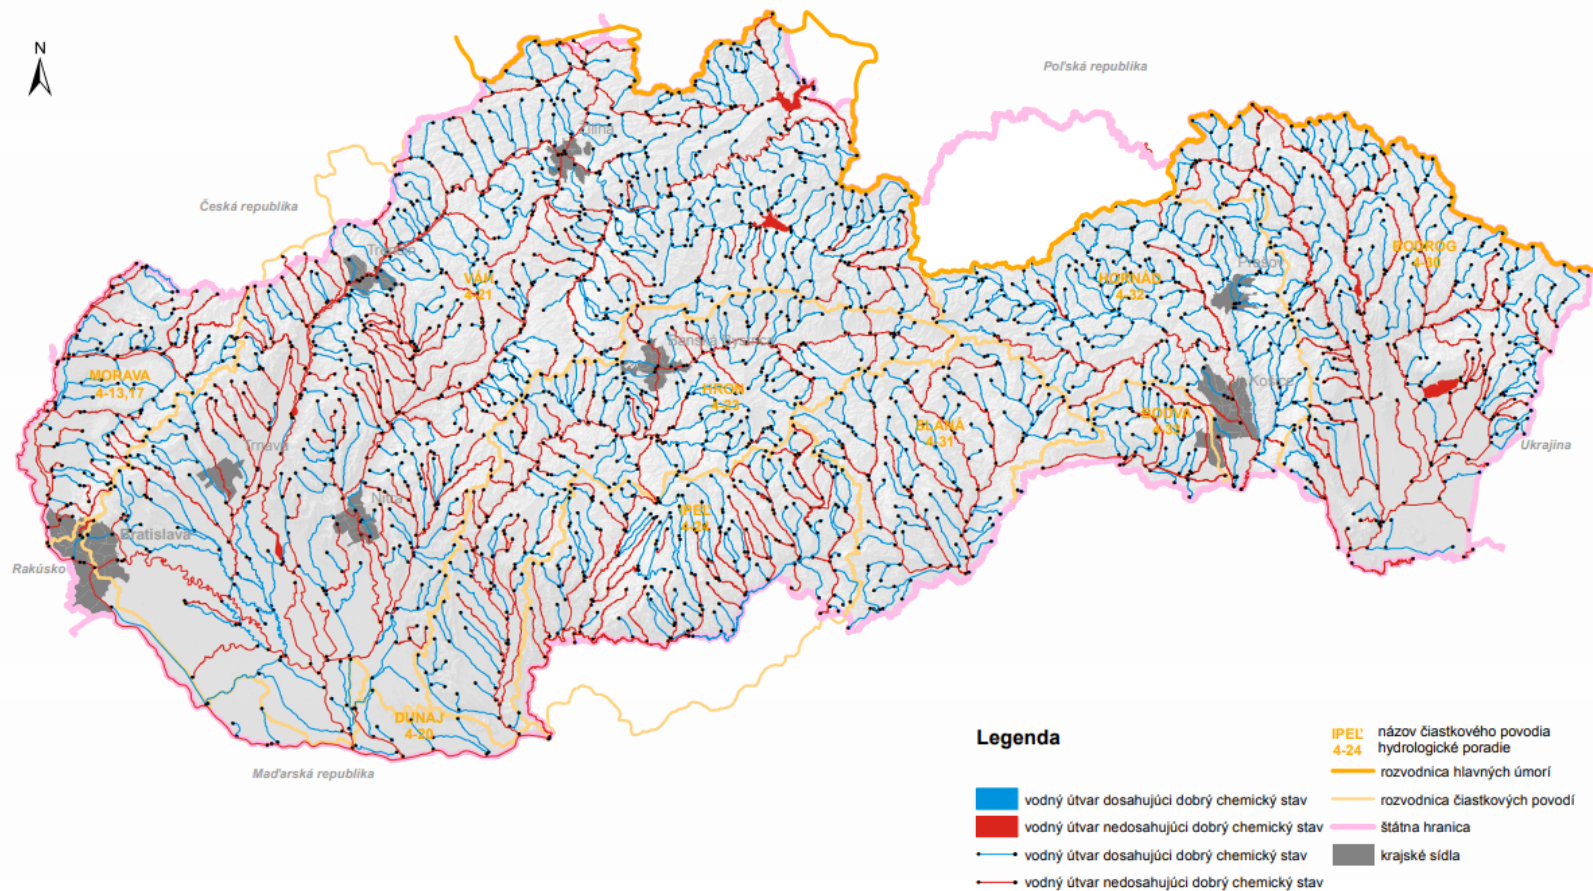 N
Poľská republika
Žilina
Česká republika
Trenčín
VÁH
4-21
BODROG
4-30
HORNÁD
4-32
Prešov
Banská Bystrica
MORAVA
4-13,17
HRON
4-23
Košice
SLANÁ
4-31
BODVA
4-33
Trnava
Ukrajina
Nitra
IPEĽ
4-24
Bratislava
Rakúsko
DUNAJ
4-20
Maďarská republika
Legenda
vodný útvar dosahujúci dobrý chemický stav
vodný útvar nedosahujúci dobrý chemický stav
vodný útvar dosahujúci dobrý chemický stav
vodný útvar nedosahujúci dobrý chemický stav
IPEĽ názov čiastkového povodia
4-24 hydrologické poradie
rozvodnica hlavných úmorí
rozvodnica čiastkových povodí
štátna hranica
krajské sídla